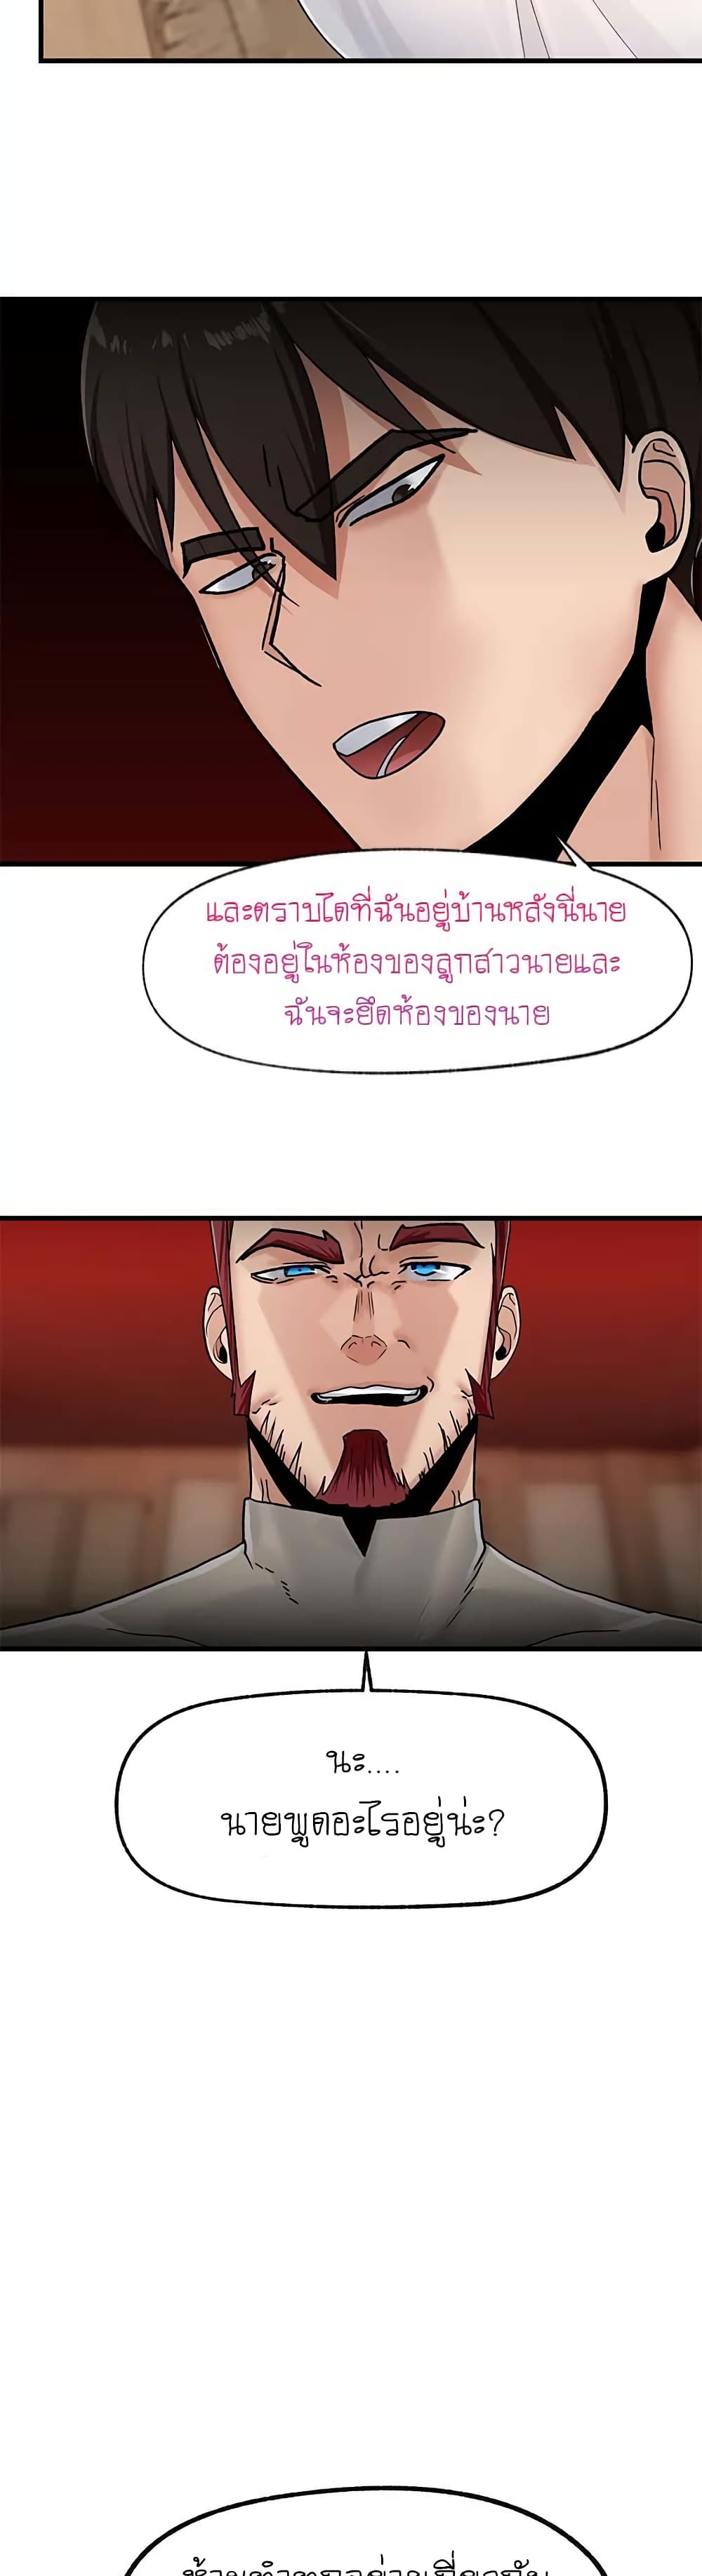 และตราบใดที่ฉันอยู่บ้านหลังนี่นาย
ต้องอยู่ในห้องของลูกสาวนายและ
ฉันจะยึดห้องของนาย
นะ....
นายพูดอะไรอยู่น่ะ?